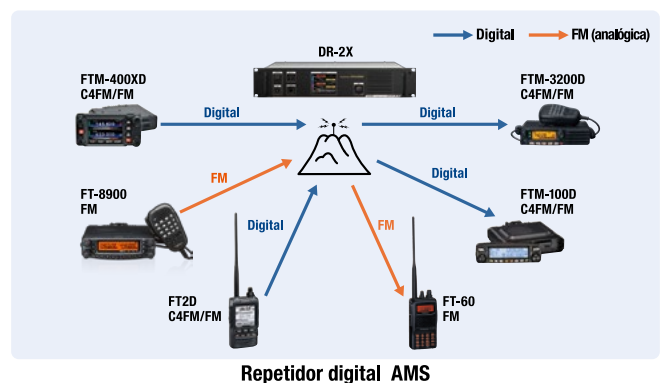 DR-2X
Digital
FM (analógica)
FTM-400XD
C4FM/FM
Digital
Digital
FTM-3200D
C4FM/FM
FT-8900
FM
FM
Digital
FM
Digital
FTM-100D
C4FM/FM
FT2D
C4FM/FM
FT-60
FM
Repetidor digital AMS